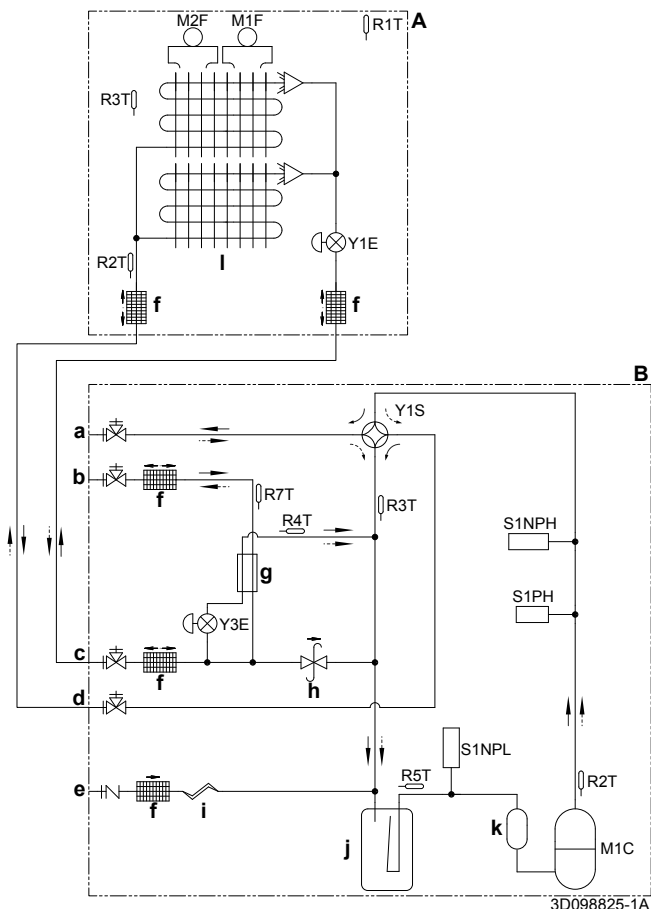 M2F M1F
R1T
A
R3T
Y1E
R2T
l
f
f
B
a
Y1S
b
f
R7T
R3T
R4T
S1NPH
g
S1PH
Y3E
c
f
h
d
S1NPL
e
f
i
R5T
R2T
j
k
M1C
3D098825-1A